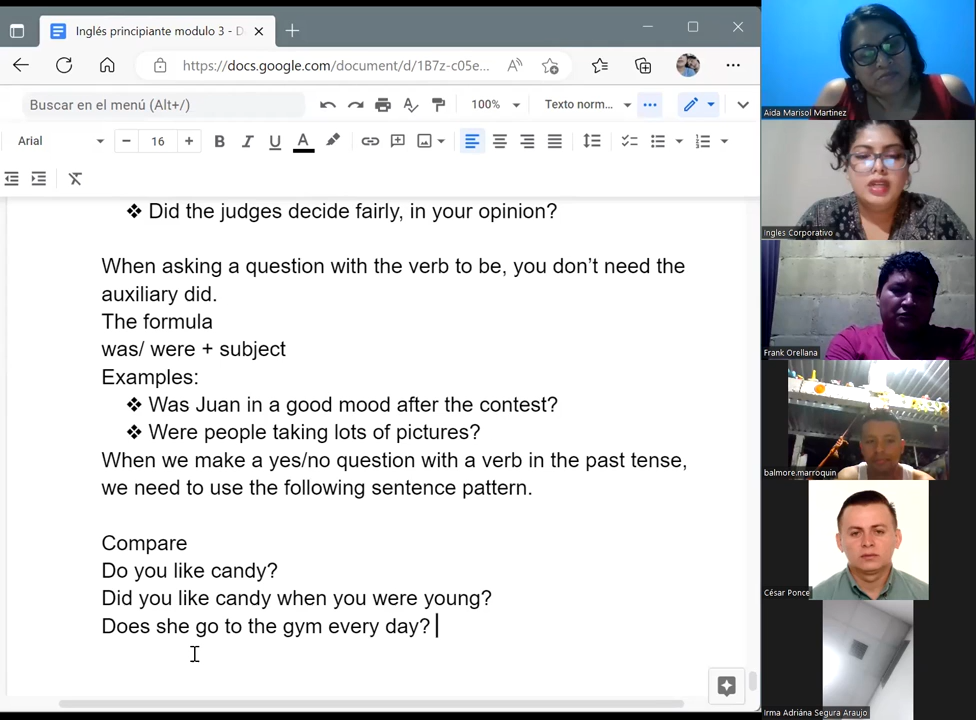 Inglés principiante modulo 3 - D
https://docs.google.com/document/d/1B7z-c05e...
Buscar en el menú (Alt+/)
100%
Texto norm...
Arial
16
❖ Did the judges decide fairly, in your opinion?
When asking a question with the verb to be, you don’t need the
auxiliary did.
The formula
was/ were + subject
Examples:
❖ Was Juan in a good mood after the contest?
❖ Were people taking lots of pictures?
When we make a yes/no question with a verb in the past tense,
we need to use the following sentence pattern.
Compare
Do you like candy?
Did you like candy when you were young?
Does she go to the gym every day?
Aida Marisol Martinez
Ingles Corporativo
Frank Orellana
balmore.marroquin
César Ponce
Irma Adriána Segura Araujo